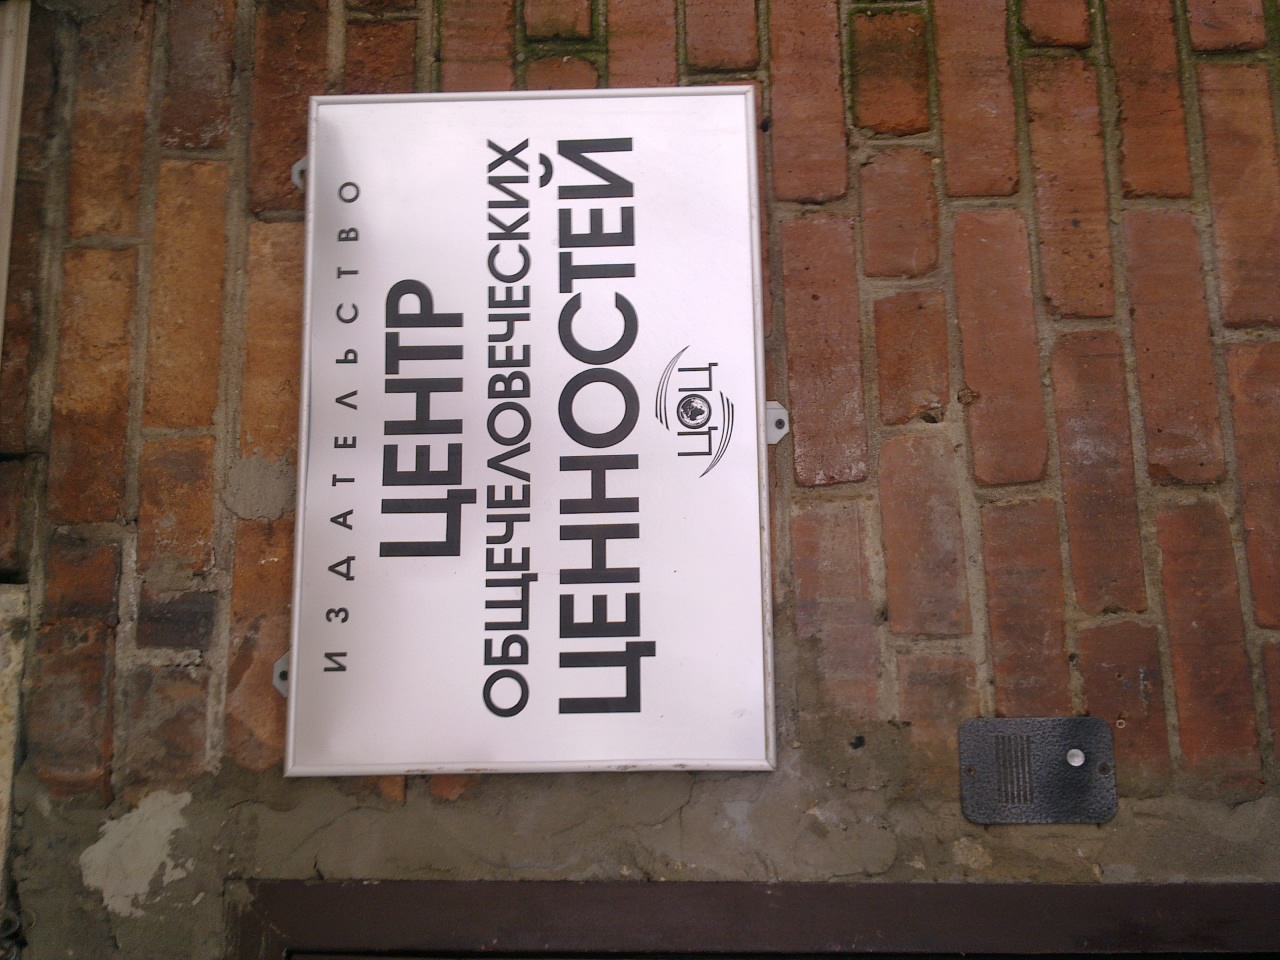 ИЗДАТЕЛЬСТВО
ЦЕНТР
ОБЩЕЧЕЛОВЕЧЕСКИХ
ЦЕННОСТЕЙ
ЦОЦ